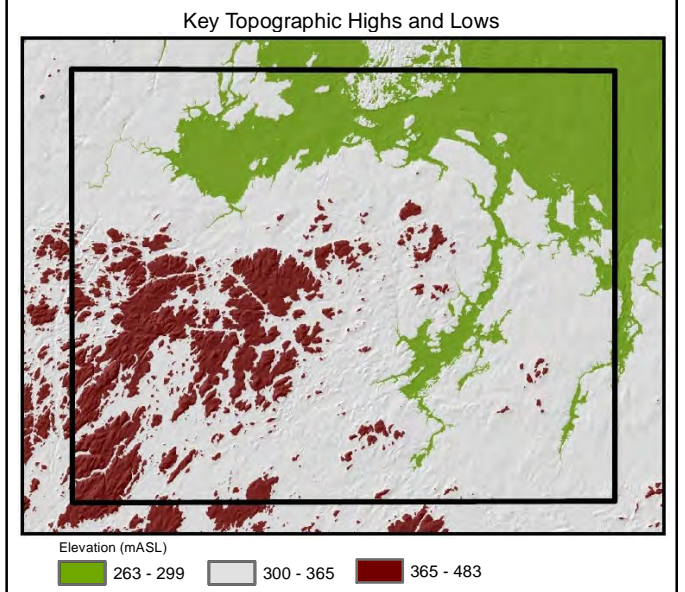 Key Topographic Highs and Lows
Elevation (mASL)
263 - 299 300 - 365 365 - 483